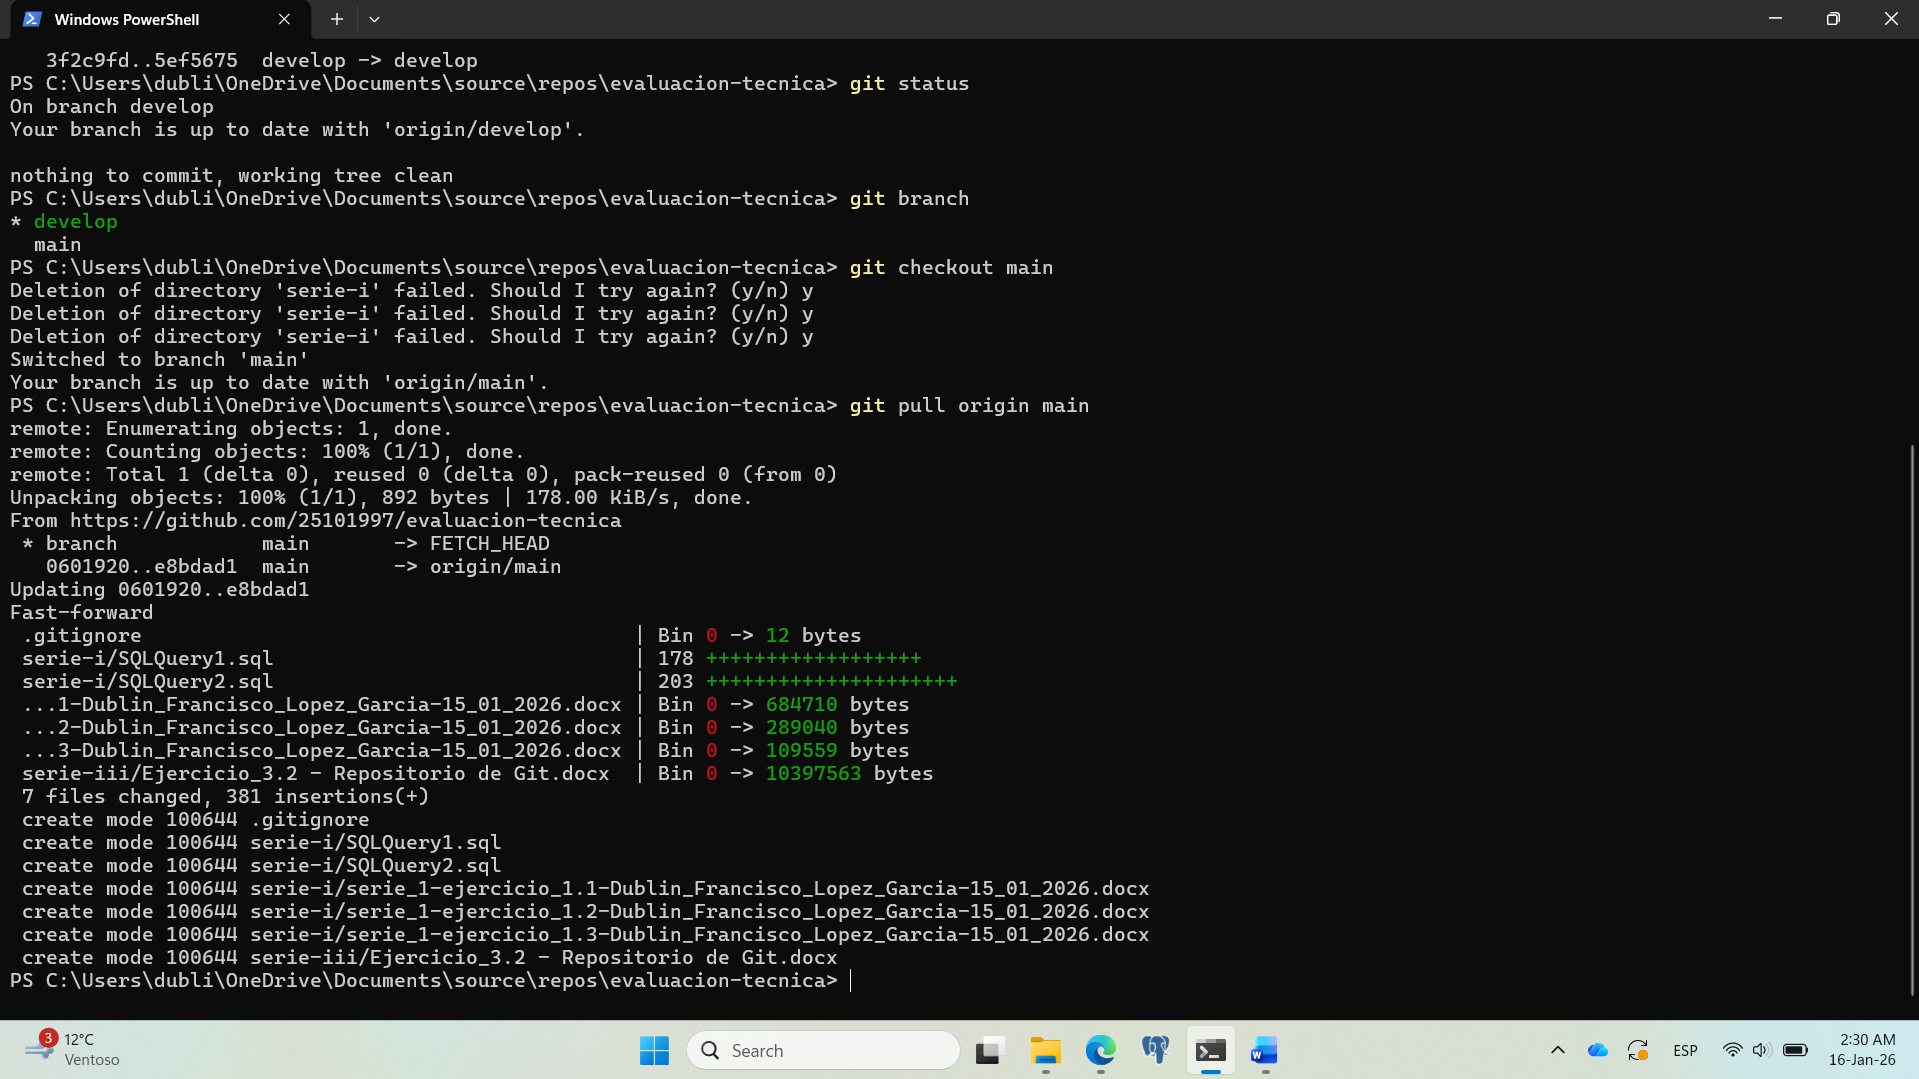 Windows PowerShell
   3f2c9fd..5ef5675  develop -> develop
PS C:\Users\dubli\OneDrive\Documents\source\repos\evaluacion-tecnica> git status
On branch develop
Your branch is up to date with 'origin/develop'.
nothing to commit, working tree clean
PS C:\Users\dubli\OneDrive\Documents\source\repos\evaluacion-tecnica> git branch
* develop
  main
PS C:\Users\dubli\OneDrive\Documents\source\repos\evaluacion-tecnica> git checkout main
Deletion of directory 'serie-i' failed. Should I try again? (y/n) y
Deletion of directory 'serie-i' failed. Should I try again? (y/n) y
Deletion of directory 'serie-i' failed. Should I try again? (y/n) y
Switched to branch 'main'
Your branch is up to date with 'origin/main'.
PS C:\Users\dubli\OneDrive\Documents\source\repos\evaluacion-tecnica> git pull origin main
remote: Enumerating objects: 1, done.
remote: Counting objects: 100% (1/1), done.
remote: Total 1 (delta 0), reused 0 (delta 0), pack-reused 0 (from 0)
Unpacking objects: 100% (1/1), 892 bytes | 178.00 KiB/s, done.
From https://github.com/25101997/evaluacion-tecnica
 * branch            main       -> FETCH_HEAD
   0601920..e8bdad1  main       -> origin/main
Updating 0601920..e8bdad1
Fast-forward
 .gitignore                                         | Bin 0 -> 12 bytes
 serie-i/SQLQuery1.sql                              | 178 ++++++++++++++++++
 serie-i/SQLQuery2.sql                              | 203 +++++++++++++++++++++
 ...1-Dublin_Francisco_Lopez_Garcia-15_01_2026.docx | Bin 0 -> 684710 bytes
 ...2-Dublin_Francisco_Lopez_Garcia-15_01_2026.docx | Bin 0 -> 289040 bytes
 ...3-Dublin_Francisco_Lopez_Garcia-15_01_2026.docx | Bin 0 -> 109559 bytes
 serie-iii/Ejercicio_3.2 - Repositorio de Git.docx  | Bin 0 -> 10397563 bytes
 7 files changed, 381 insertions(+)
 create mode 100644 .gitignore
 create mode 100644 serie-i/SQLQuery1.sql
 create mode 100644 serie-i/SQLQuery2.sql
 create mode 100644 serie-i/serie_1-ejercicio_1.1-Dublin_Francisco_Lopez_Garcia-15_01_2026.docx
 create mode 100644 serie-i/serie_1-ejercicio_1.2-Dublin_Francisco_Lopez_Garcia-15_01_2026.docx
 create mode 100644 serie-i/serie_1-ejercicio_1.3-Dublin_Francisco_Lopez_Garcia-15_01_2026.docx
 create mode 100644 serie-iii/Ejercicio_3.2 - Repositorio de Git.docx
PS C:\Users\dubli\OneDrive\Documents\source\repos\evaluacion-tecnica>
3
12°C
Ventoso
Search
W
ESP
2:30 AM
16-Jan-26